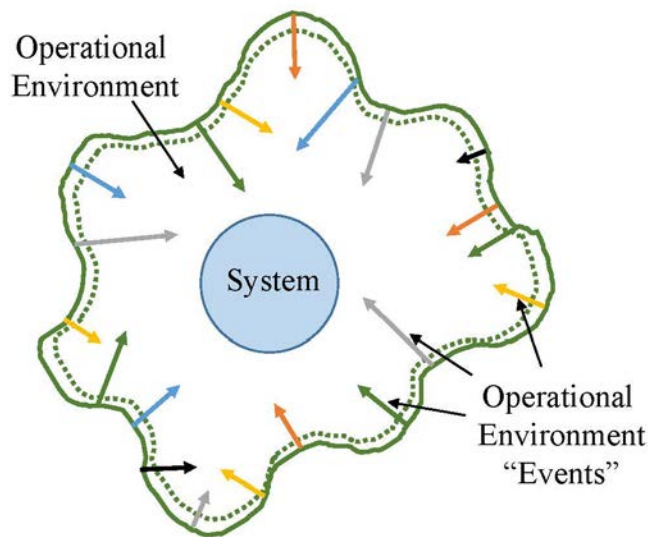 Operational
Environment
System
Operational
Environment
“Events”